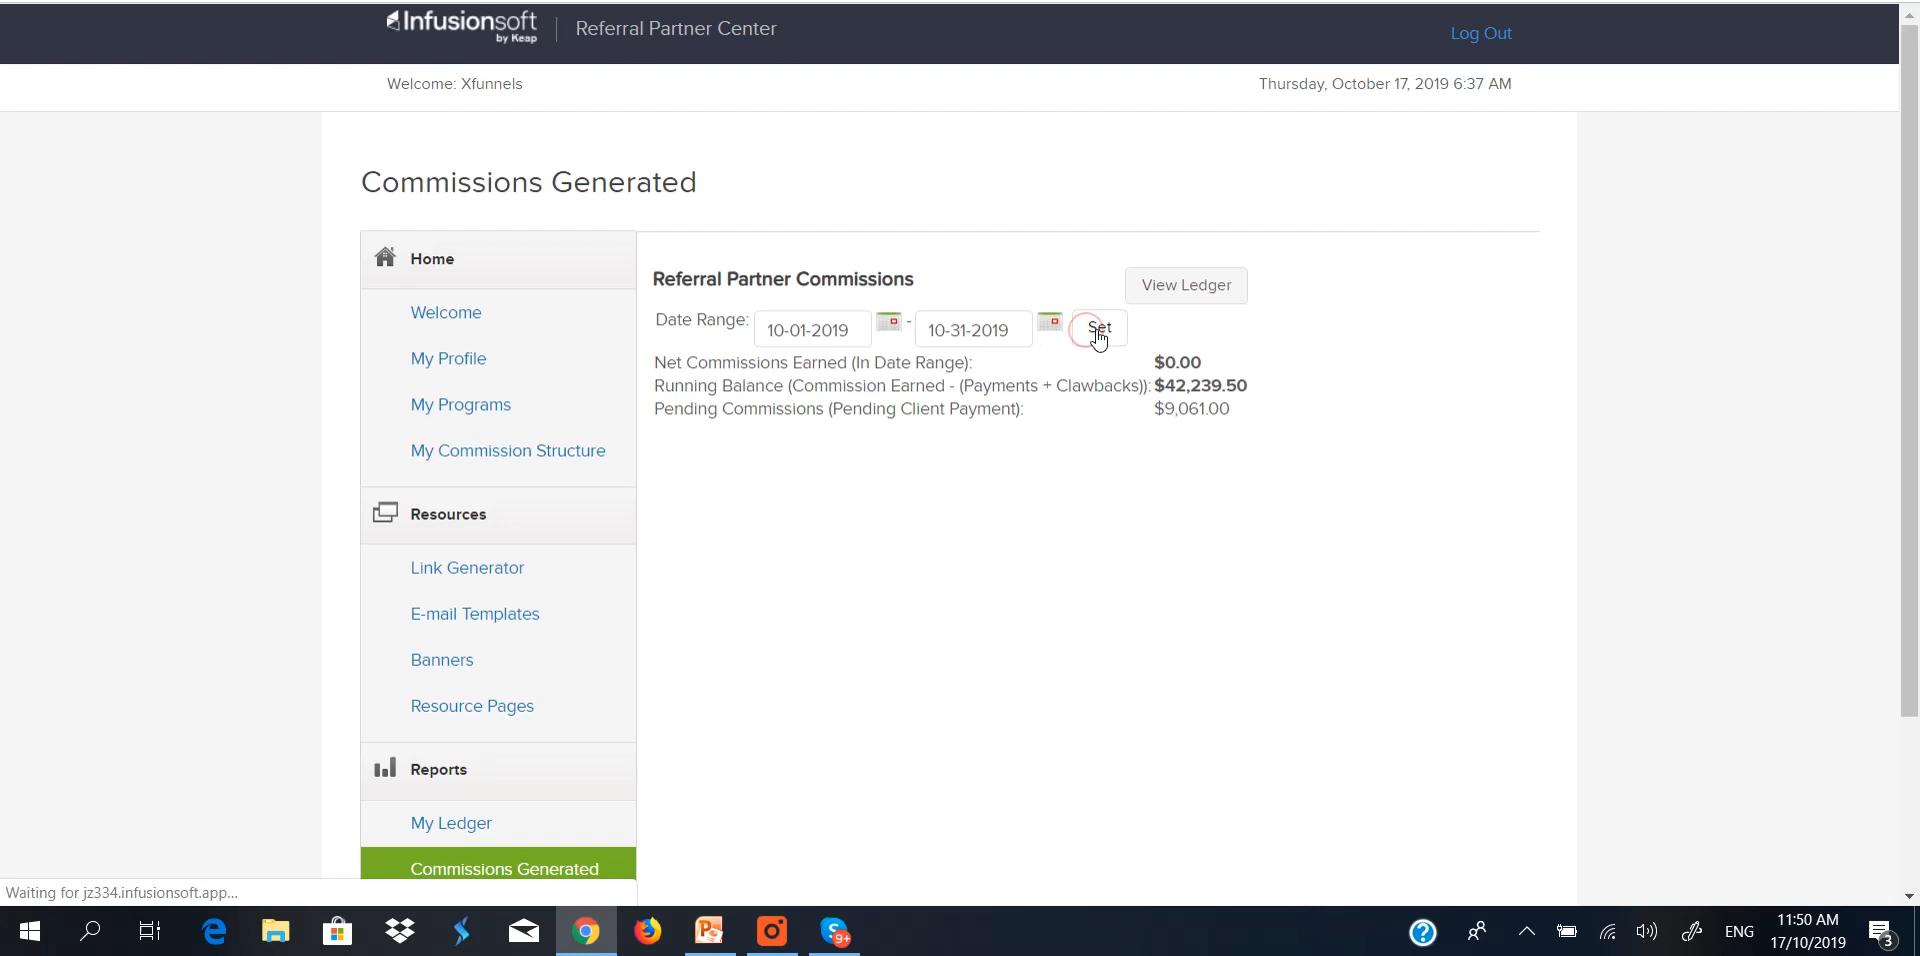 Infusionsoft
by Keap
Referral Partner Center
Log Out
Welcome: Xfunnels
Thursday, October 17, 2019 6:37 AM
Commissions Generated
Home
Welcome
My Profile
My Programs
My Commission Structure
Resources
Link Generator
E-mail Templates
Banners
Resource Pages
Reports
My Ledger
Commissions Generated
Referral Partner Commissions
View Ledger
Date Range: 10-01-2019 - 10-31-2019 Set
Net Commissions Earned (In Date Range): $0.00
Running Balance (Commission Earned - (Payments + Clawbacks)): $42,239.50
Pending Commissions (Pending Client Payment): $9,061.00
Waiting for jz334.infusionsoft.app...
9+
ENG
11:50 AM
17/10/2019
3